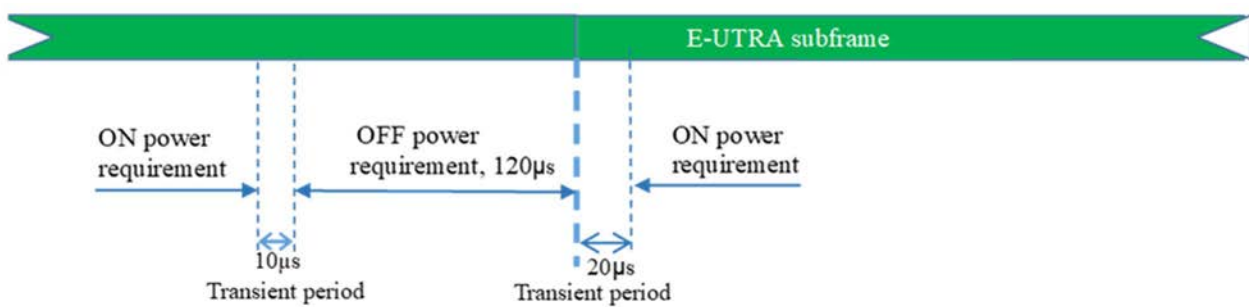 E-UTRA subframe
ON power
requirement
OFF power
requirement, 120μs
ON power
requirement
10μs
Transient period
20μs
Transient period